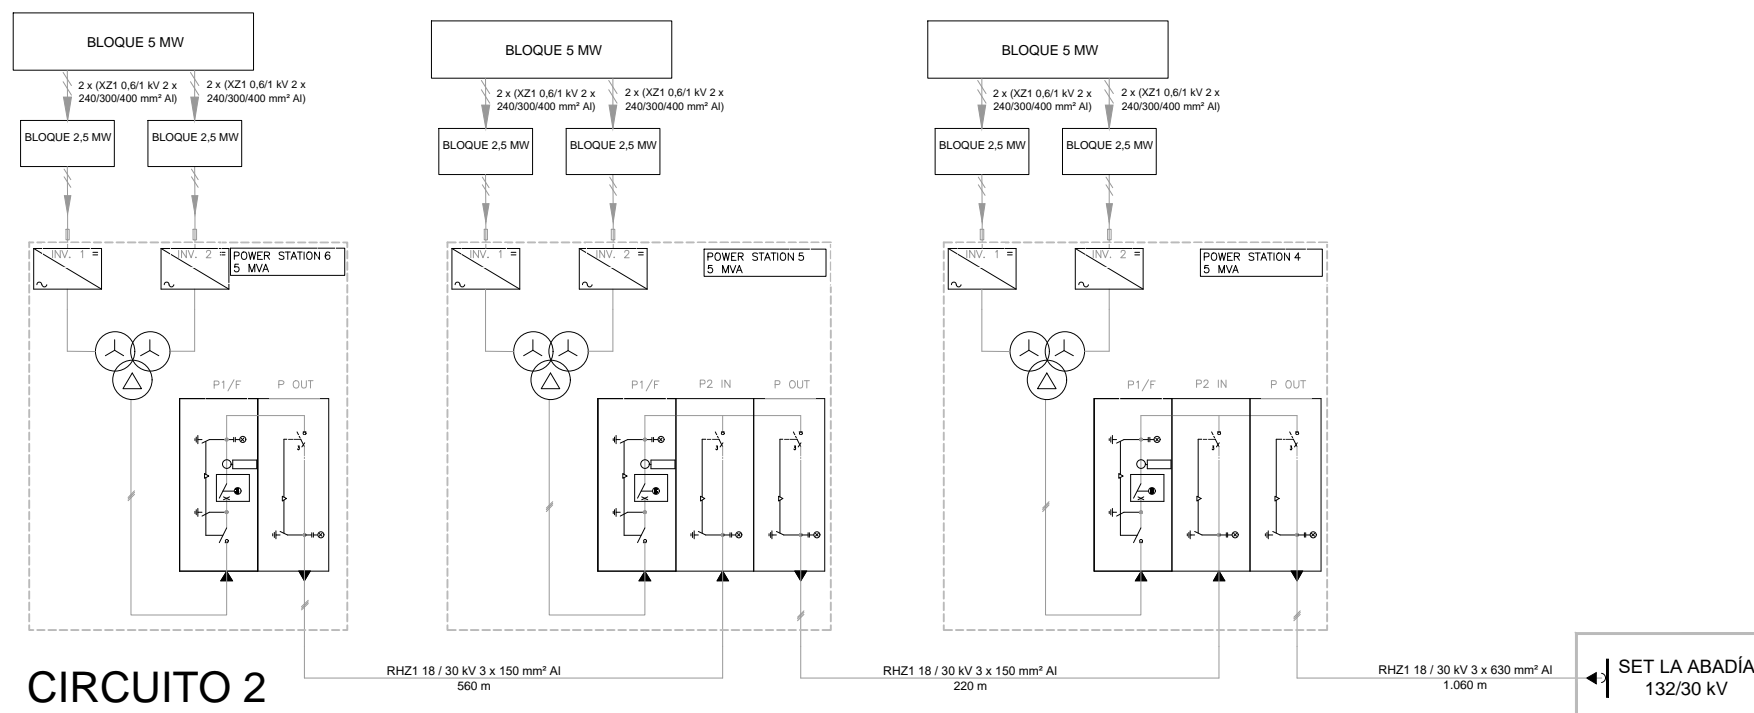 BLOQUE 5 MW
BLOQUE 5 MW
BLOQUE 5 MW
2 x (XZ1 0,6/1 kV 2 x
240/300/400 mm² Al)
2 x (XZ1 0,6/1 kV 2 x
240/300/400 mm² Al)
2 x (XZ1 0,6/1 kV 2 x
240/300/400 mm² Al)
2 x (XZ1 0,6/1 kV 2 x
240/300/400 mm² Al)
2 x (XZ1 0,6/1 kV 2 x
240/300/400 mm² Al)
2 x (XZ1 0,6/1 kV 2 x
240/300/400 mm² Al)
BLOQUE 2,5 MW
BLOQUE 2,5 MW
BLOQUE 2,5 MW
BLOQUE 2,5 MW
BLOQUE 2,5 MW
BLOQUE 2,5 MW
INV. 1 =
INV. 2 =
POWER STATION 6
5 MVA
INV. 1 =
INV. 2 =
POWER STATION 5
5 MVA
INV. 1 =
INV. 2 =
POWER STATION 4
5 MVA
P1/F
P OUT
P1/F
P2 IN
P OUT
P1/F
P2 IN
P OUT
CIRCUITO 2
RHZ1 18 / 30 kV 3 x 150 mm² Al
560 m
RHZ1 18 / 30 kV 3 x 150 mm² Al
220 m
RHZ1 18 / 30 kV 3 x 630 mm² Al
1.060 m
SET LA ABADÍA
132/30 kV